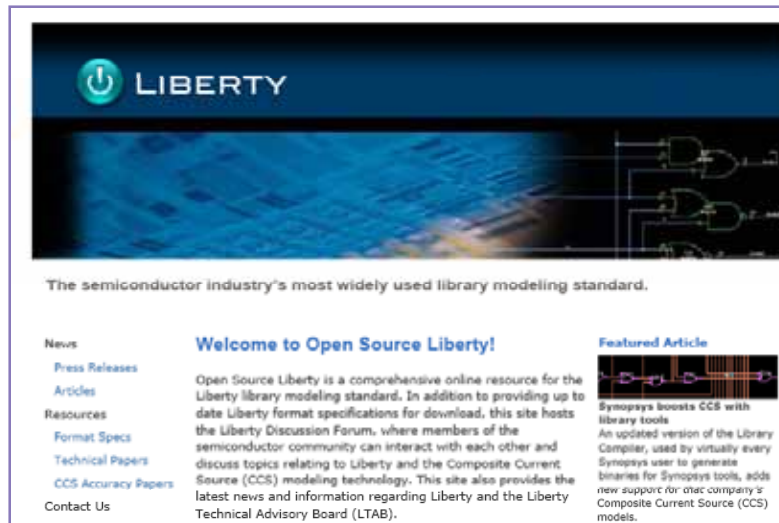 LIBERTY
The semiconductor industry's most widely used library modeling standard.
News
Press Releases
Articles
Resources
Format Specs
Technical Papers
CCS Accuracy Papers
Contact Us
Welcome to Open Source Liberty!
Open Source Liberty is a comprehensive online resource for the
Liberty library modeling standard. In addition to providing up to
date Liberty format specifications for download, this site hosts
the Liberty Discussion Forum, where members of the
semiconductor community can interact with each other and
discuss topics relating to Liberty and the Composite Current
Source (CCS) modeling technology. This site also provides the
latest news and information regarding Liberty and the Liberty
Technical Advisory Board (LTAB).
Featured Article
Synopsys boosts CCS with
library tools
An updated version of the Library
Compiler, used by virtually every
Synopsys user to generate
binaries for Synopsys tools, adds
new support for that company's
Composite Current Source (CCS)
models.